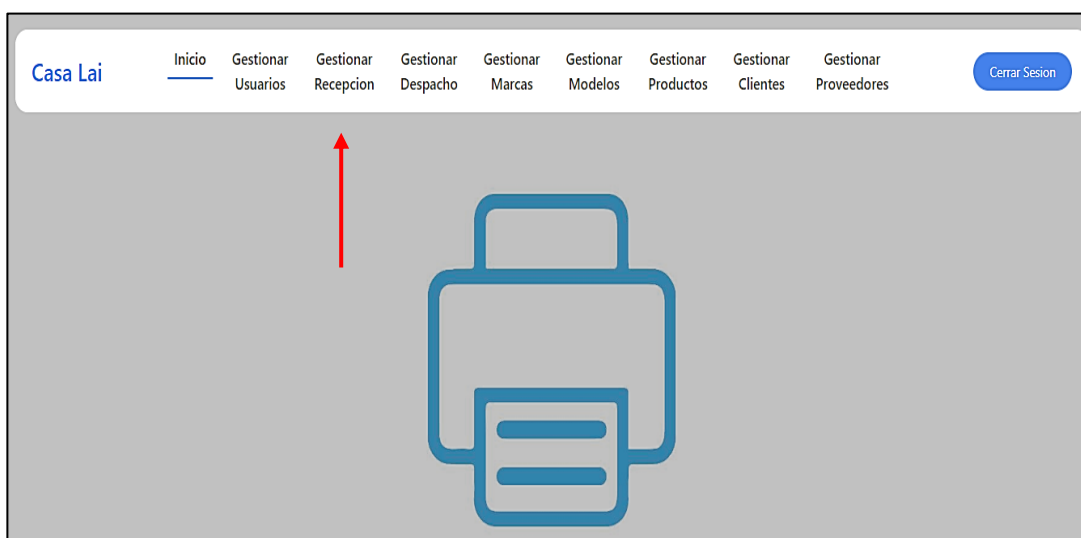 Casa Lai
Inicio
Gestionar
Usuarios
Gestionar
Recepcion
Gestionar
Despacho
Gestionar
Marcas
Gestionar
Modelos
Gestionar
Productos
Gestionar
Clientes
Gestionar
Proveedores
Cerrar Sesion